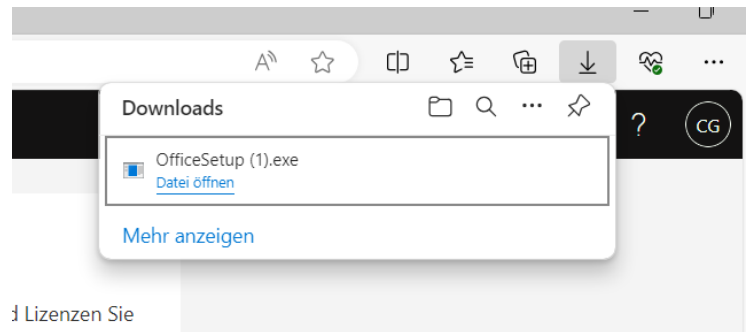 A
Downloads
?
CG
OfficeSetup (1).exe
Datei öffnen
Mehr anzeigen
d Lizenzen Sie